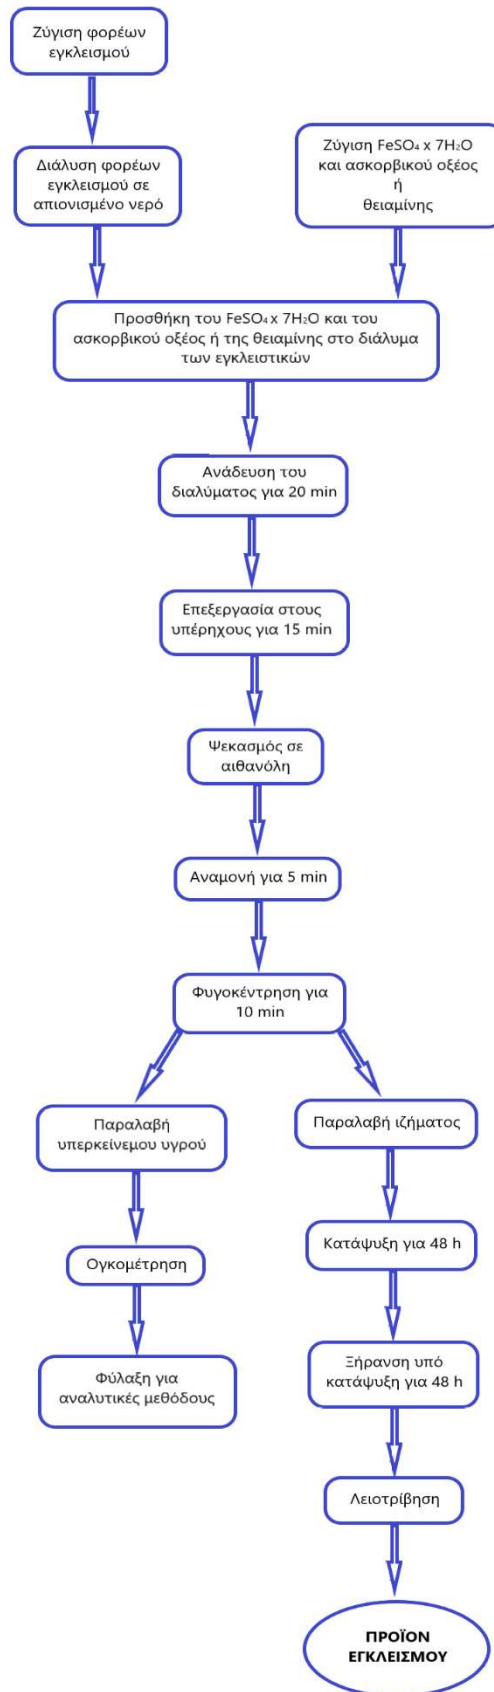 Ζύγιση φορέων
εγκλεισμού
Διάλυση φορέων
εγκλεισμού σε
απιονισμένο νερό
Ζύγιση FeSO₄ x 7H₂O
και ασκορβικού οξέος
ή
θειαμίνης
Προσθήκη του FeSO₄ x 7H₂O και του
ασκορβικού οξέος ή της θειαμίνης στο διάλυμα
των εγκλειστικών
Ανάδευση του
διαλύματος για 20 min
Επεξεργασία στους
υπέρηχους για 15 min
Ψεκασμός σε
αιθανόλη
Αναμονή για 5 min
Φυγοκέντρηση για
10 min
Παραλαβή
υπερκείνεμου υγρού
Ογκομέτρηση
Φύλαξη για
αναλυτικές μεθόδους
Παραλαβή ιζήματος
Κατάψυξη για 48 h
Ξήρανση υπό
κατάψυξη για 48 h
Λειοτρίβηση
ΠΡΟΪΟΝ
ΕΓΚΛΕΙΣΜΟΥ